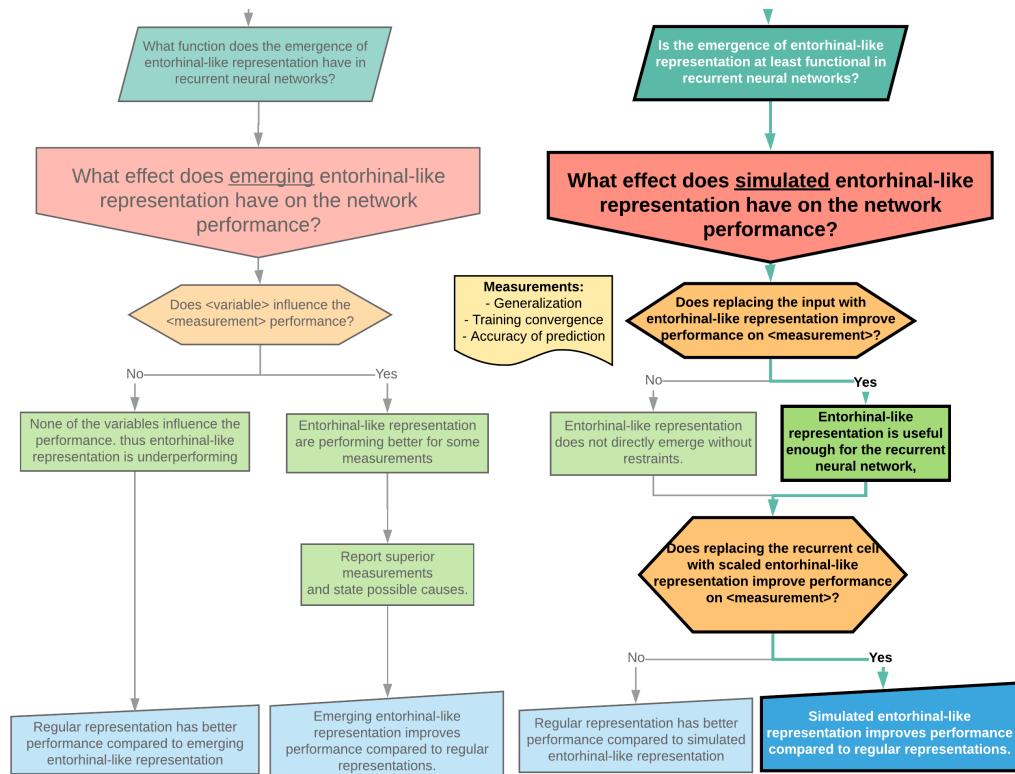 What function does the emergence of
entorhinal-like representation have in
recurrent neural networks?
What effect does emerging entorhinal-like
representation have on the network
performance?
Does <variable> influence the
<measurement> performance?
No
Yes
None of the variables influence the
performance. thus entorhinal-like
representation is underperforming
Entorhinal-like representation
are performing better for some
measurements
Report superior
measurements
and state possible causes.
Regular representation has better
performance compared to emerging
entorhinal-like representation
Emerging entorhinal-like
representation improves
performance compared to regular
representations.
Is the emergence of entorhinal-like
representation at least functional in
recurrent neural networks?
What effect does simulated entorhinal-like
representation have on the network
performance?
Measurements:
- Generalization
- Training convergence
- Accuracy of prediction
Does replacing the input with
entorhinal-like representation improve
performance on <measurement>?
No
Yes
Entorhinal-like representation
does not directly emerge without
restraints.
Entorhinal-like
representation is useful
enough for the recurrent
neural network,
Does replacing the recurrent cell
with scaled entorhinal-like
representation improve performance
on <measurement>?
No
Yes
Regular representation has better
performance compared to simulated
entorhinal-like representation
Simulated entorhinal-like
representation improves performance
compared to regular representations.